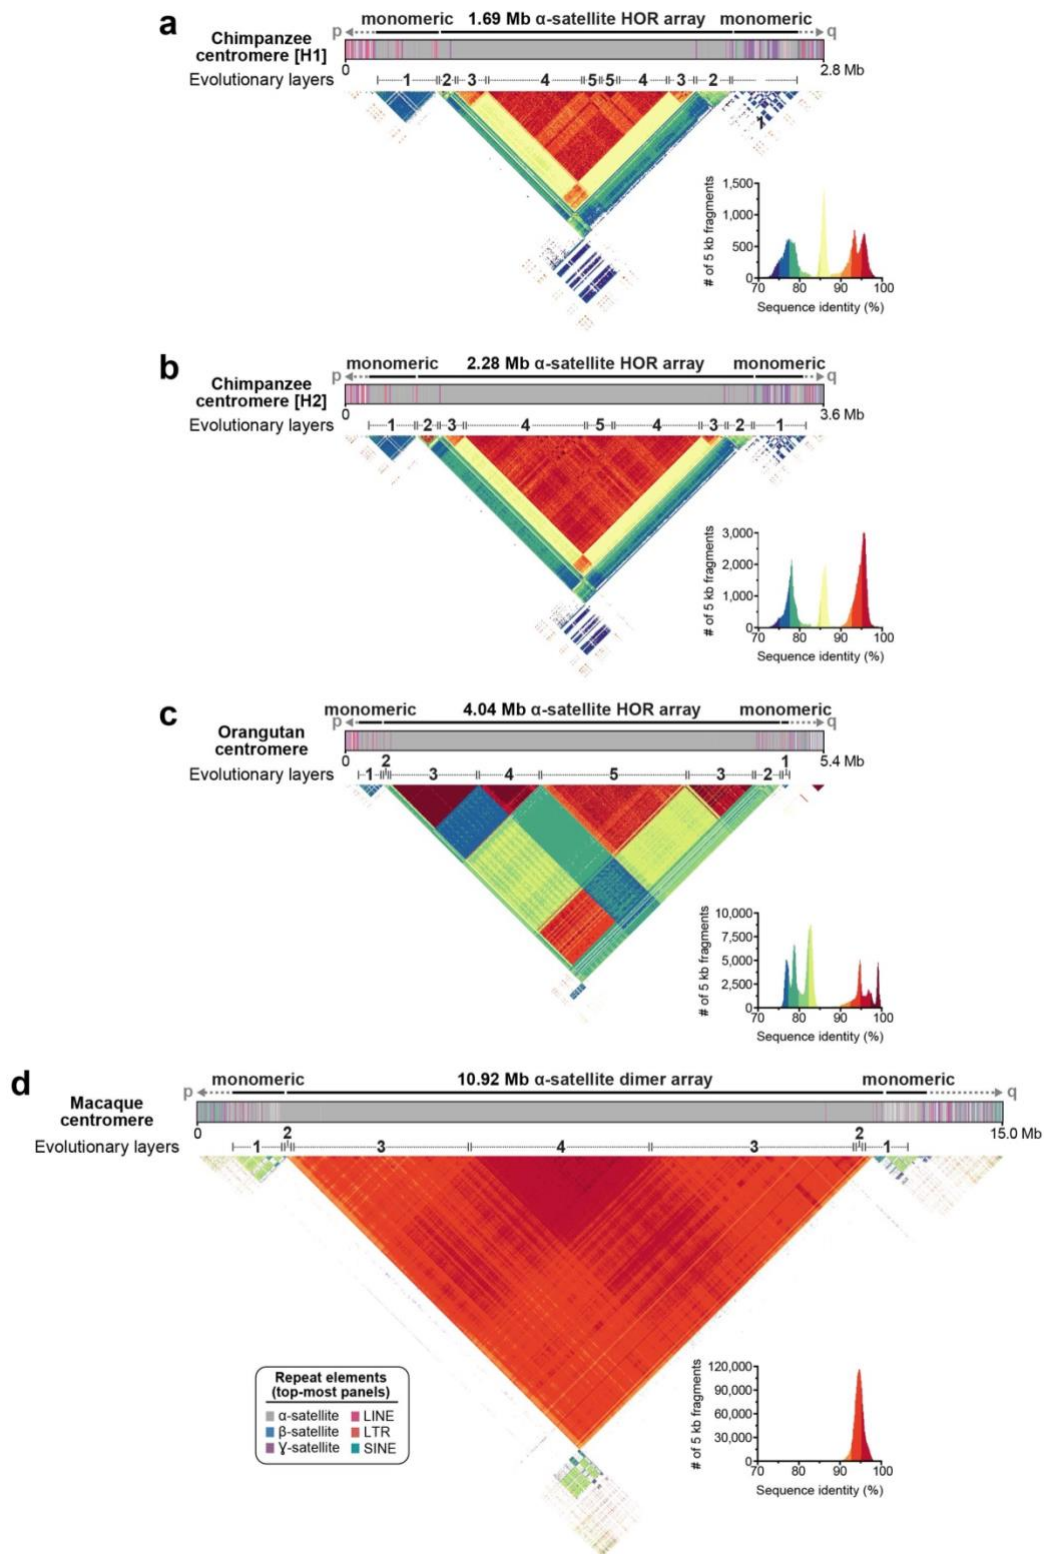 a
monomeric 1.69 Mb α-satellite HOR array monomeric
p q
Chimpanzee
centromere [H1]
0 2.8 Mb
Evolutionary layers 1 2 3 4 5 5 4 3 2
1,500
1,000
500
0
# of 5 kb fragments
70 80 90 100
Sequence identity (%)
b
monomeric 2.28 Mb α-satellite HOR array monomeric
p q
Chimpanzee
centromere [H2]
0 3.6 Mb
Evolutionary layers 1 2 3 4 5 4 3 2 1
3,000
2,000
1,000
0
# of 5 kb fragments
70 80 90 100
Sequence identity (%)
c
monomeric 4.04 Mb α-satellite HOR array monomeric
p q
Orangutan
centromere
0 5.4 Mb
Evolutionary layers 1 2 3 4 5 3 2 1
10,000
7,500
5,000
2,500
0
# of 5 kb fragments
70 80 90 100
Sequence identity (%)
d
monomeric 10.92 Mb α-satellite dimer array monomeric
p q
Macaque
centromere
0 15.0 Mb
Evolutionary layers 1 2 3 4 3 2 1
Repeat elements
(top-most panels)
α-satellite LINE
β-satellite LTR
Ɣ-satellite SINE
120,000
90,000
60,000
30,000
0
# of 5 kb fragments
70 80 90 100
Sequence identity (%)